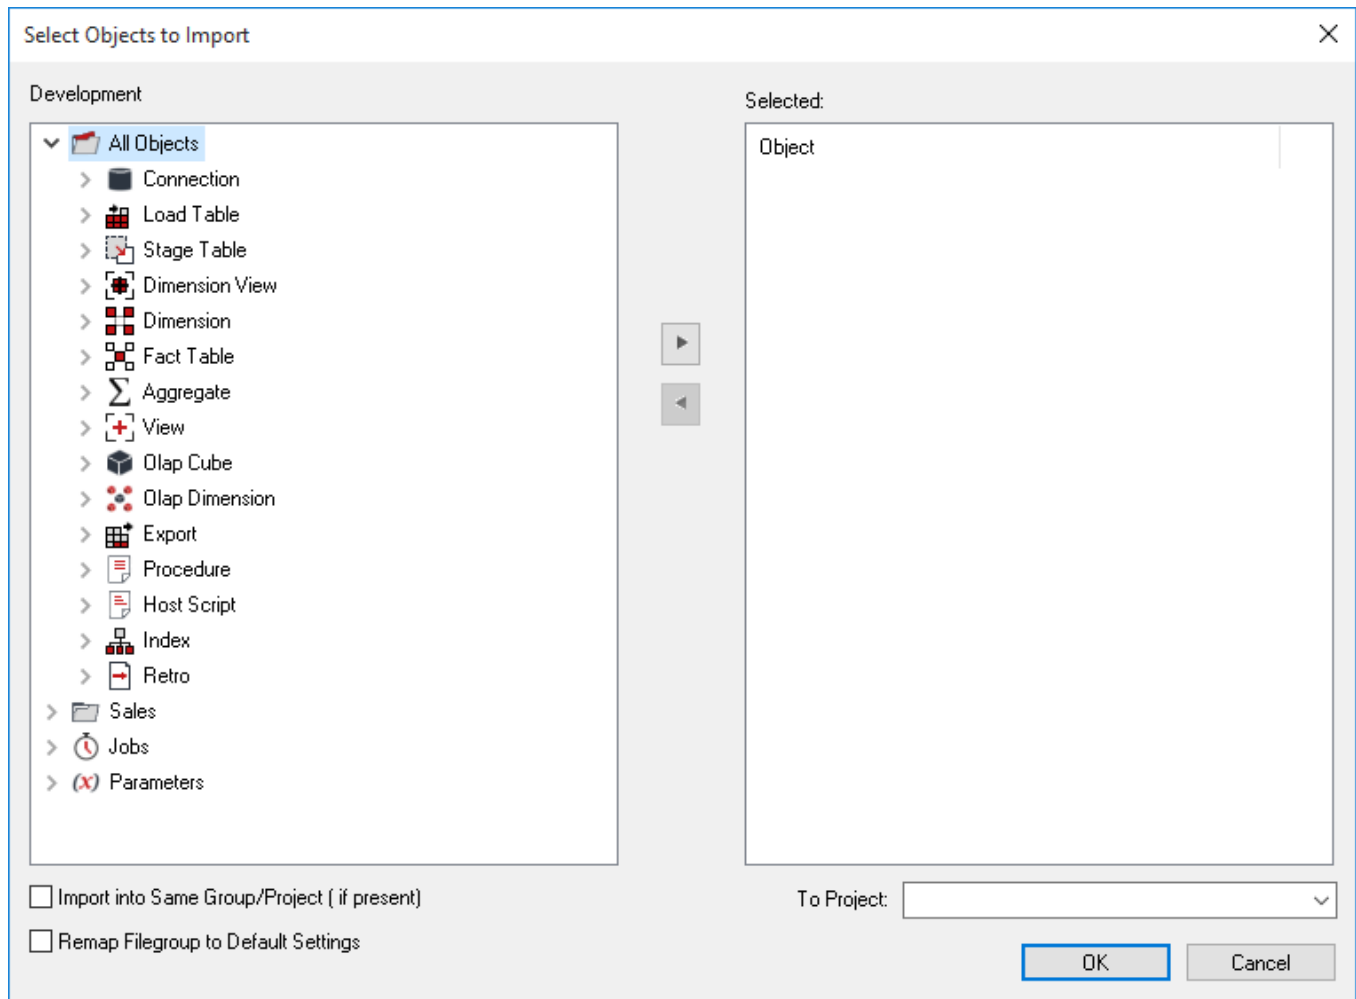 Select Objects to Import
Development
Selected:
All Objects
Connection
Load Table
Stage Table
Dimension View
Dimension
Fact Table
Aggregate
View
Olap Cube
Olap Dimension
Export
Procedure
Host Script
Index
Retro
Sales
Jobs
(x) Parameters
Object
Import into Same Group/Project ( if present)
Remap Filegroup to Default Settings
To Project:
OK
Cancel